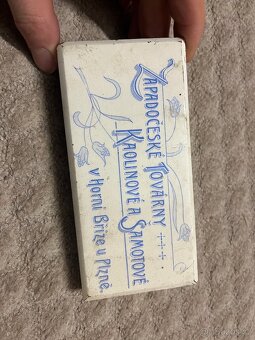 Západočeské Továrny
Kaolinové a Šamotové
v Horní Bříze u Plzně.